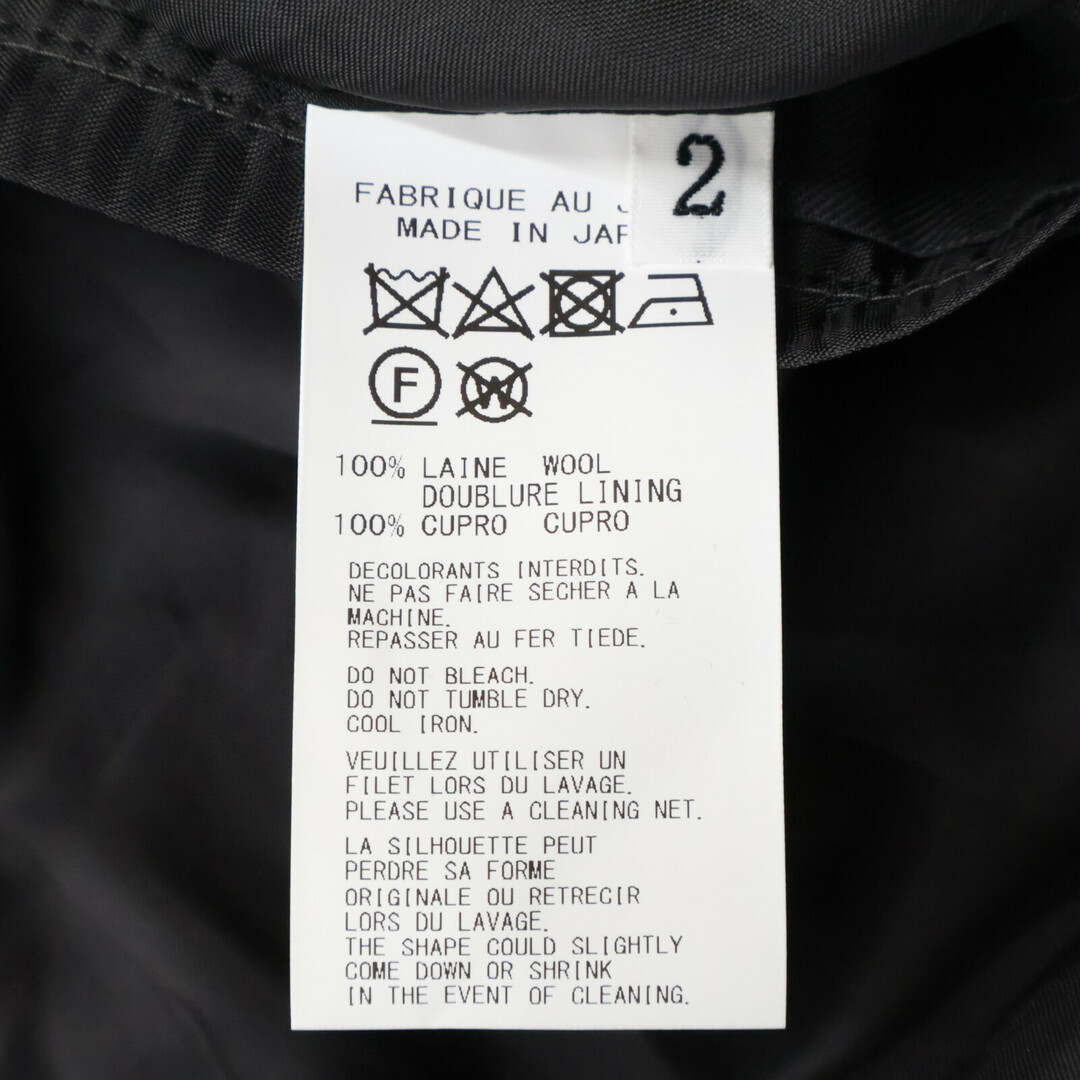 2
FABRIQUE AU
MADE IN
F
W
100% LAINE WOOL
DOUBLURE LINING
100% CUPRO CUPRO
DECOLORANTS INTERDITS.
NE PAS FAIRE SECHER A LA
MACHINE.
REPASSER AU FER TIEDE.
DO NOT BLEACH.
DO NOT TUMBLE DRY.
COOL IRON.
VEUILLEZ UTILISER UN
FILET LORS DU LAVAGE.
PLEASE USE A CLEANING NET.
LA SILHOUETTE PEUT
PERDRE SA FORME
ORIGINALE OU RETRECIR
LORS DU LAVAGE.
THE SHAPE COULD SLIGHTLY
COME DOWN OR SHRINK
IN THE EVENT OF CLEANING.